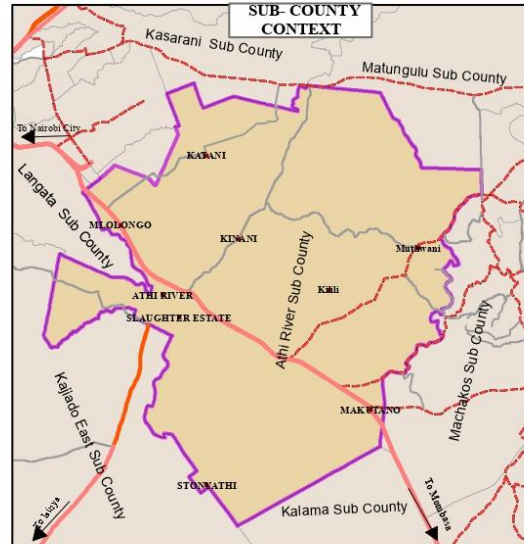 SUB- COUNTY
CONTEXT
Kasarani Sub County
Matungulu Sub County
To Nairobi City
KATANI
Langata Sub County
MLOLONGO
KINANI
Muthwani
Athi River Sub County
ATHI RIVER
SLAUGHTER ESTATE
Machakos Sub County
Kajiado East Sub County
MAKUTANO
STONYATHI
Kalama Sub County
To Mombasa